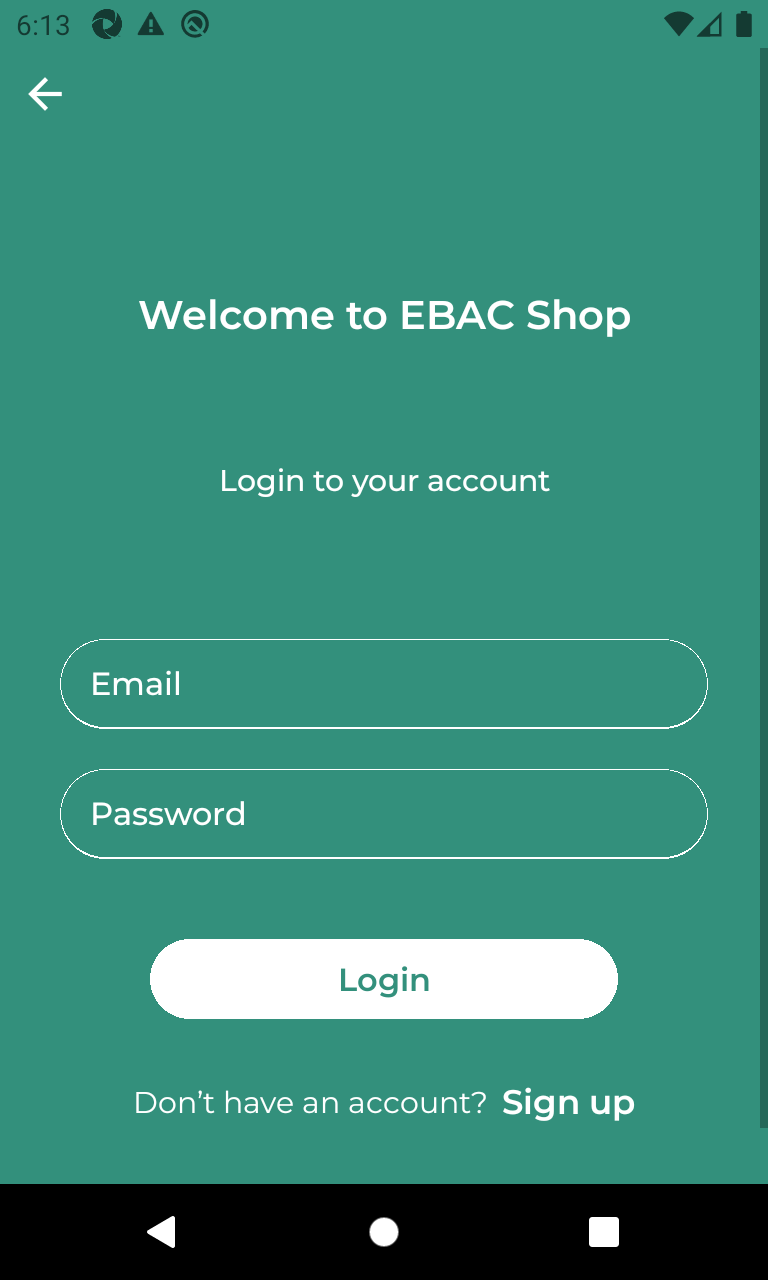 6:13
Welcome to EBAC Shop
Login to your account
Email
Password
Login
Don’t have an account? Sign up